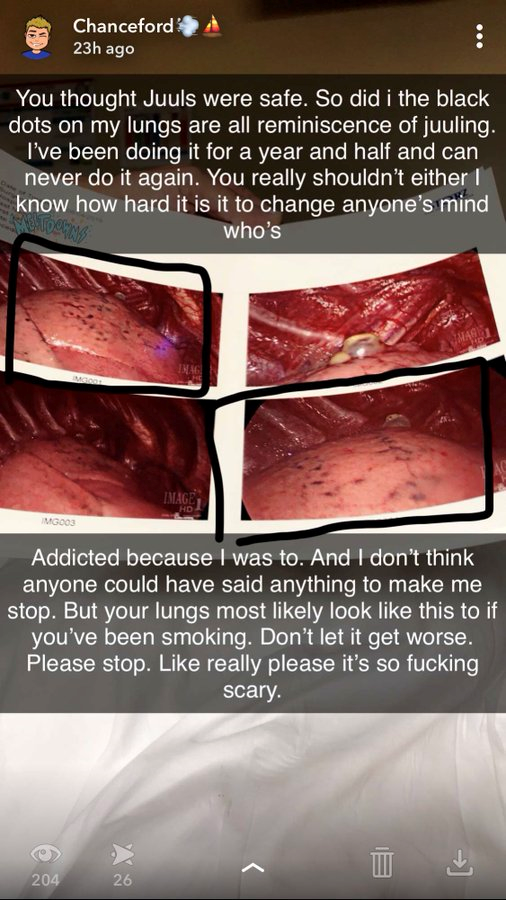 Chanceford
23h ago
You thought Juuls were safe. So did i the black
dots on my lungs are all reminiscence of juuling.
I've been doing it for a year and half and can
never do it again. You really shouldn't either I
know how hard it is it to change anyone's mind
who's
MELTDOWNS
IMAGE
IMAGE
IMG001
IMAGE1
HD
IMAGE
IMG003
Addicted because I was to. And I don't think
anyone could have said anything to make me
stop. But your lungs most likely look like this to if
you've been smoking. Don't let it get worse.
Please stop. Like really please it's so fucking
scary.
204
26